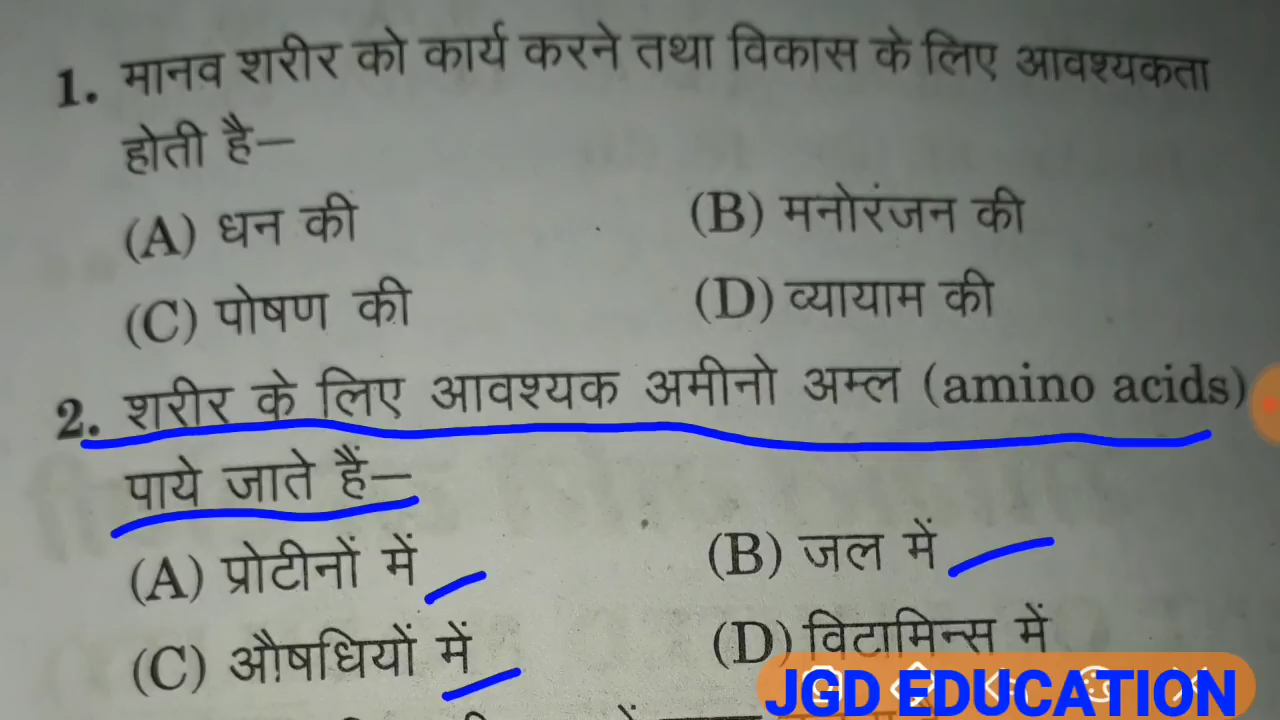 1. मानव शरीर को कार्य करने तथा विकास के लिए आवश्यकता
होती है—
(A) धन की (B) मनोरंजन की
(C) पोषण की (D) व्यायाम की
2. शरीर के लिए आवश्यक अमीनो अम्ल (amino acids)
पाये जाते हैं—
(A) प्रोटीनों में (B) जल में
(C) औषधियों में (D) विटामिन्स में
JGD EDUCATION